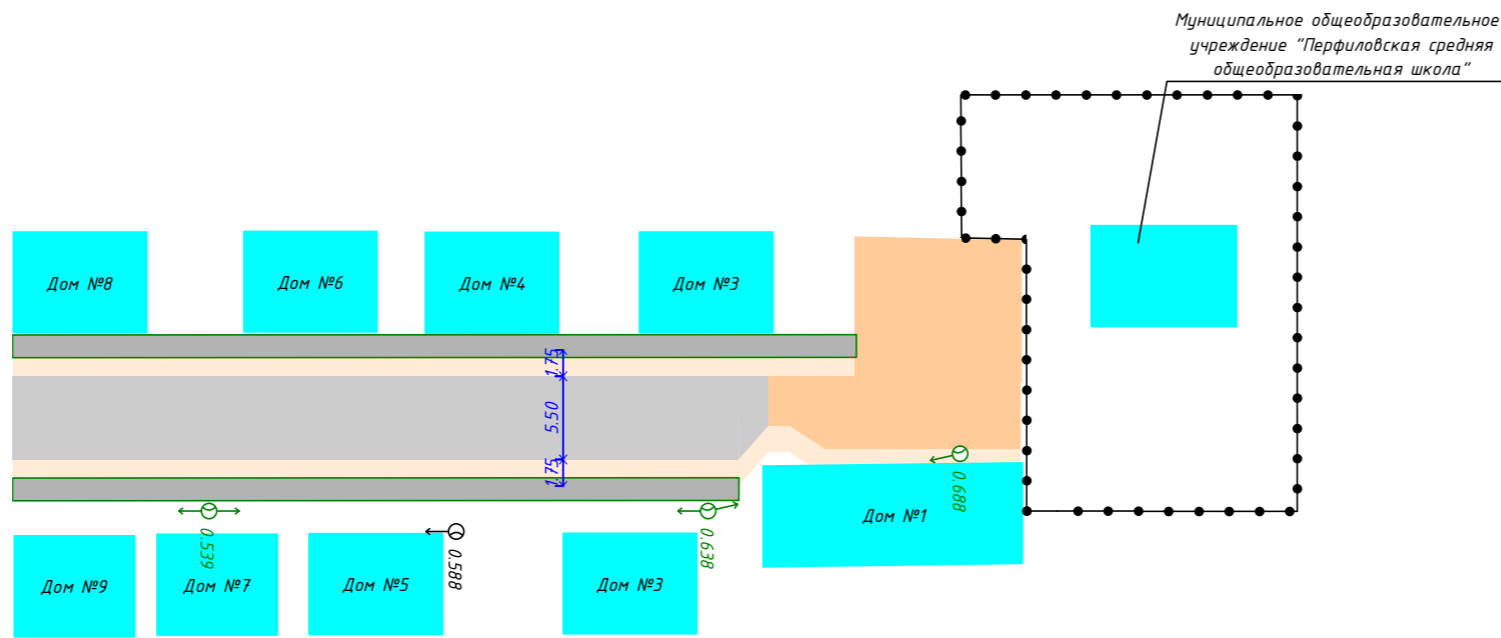 Муниципальное общеобразовательное
учреждение "Перфиловская средняя
общеобразовательная школа"
Дом №8
Дом №6
Дом №4
Дом №3
1.75
5.50
1.75
0.688
Дом №1
0.539
0.588
0.638
Дом №9
Дом №7
Дом №5
Дом №3